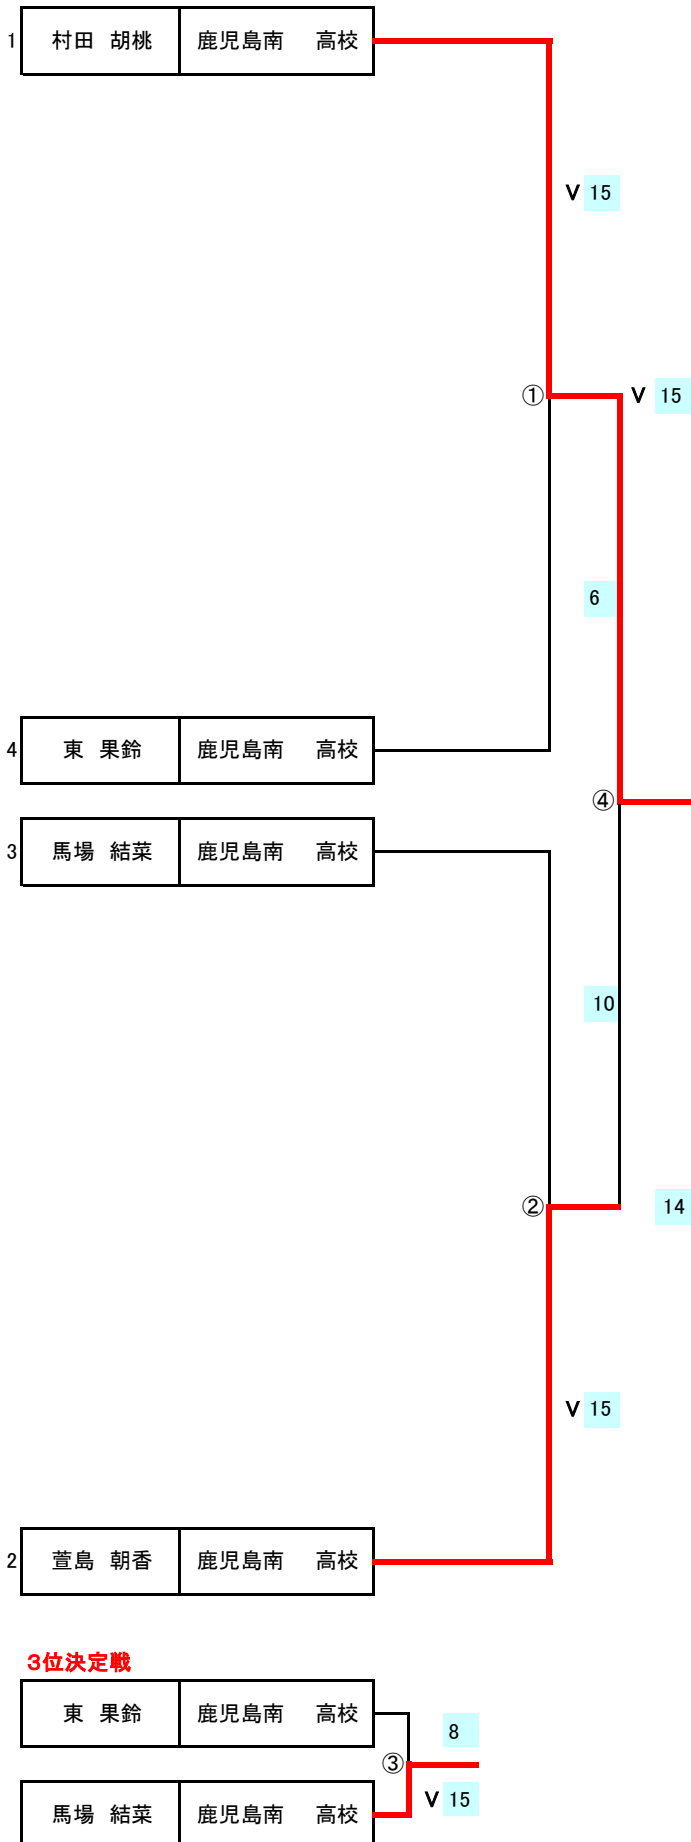 1 村田 胡桃 鹿児島南 高校
V 15
① V 15
6
4 東 果鈴 鹿児島南 高校
④
3 馬場 結菜 鹿児島南 高校
10
② 14
V 15
2 萱島 朝香 鹿児島南 高校
3位決定戦
東 果鈴 鹿児島南 高校 8
③
馬場 結菜 鹿児島南 高校 V 15